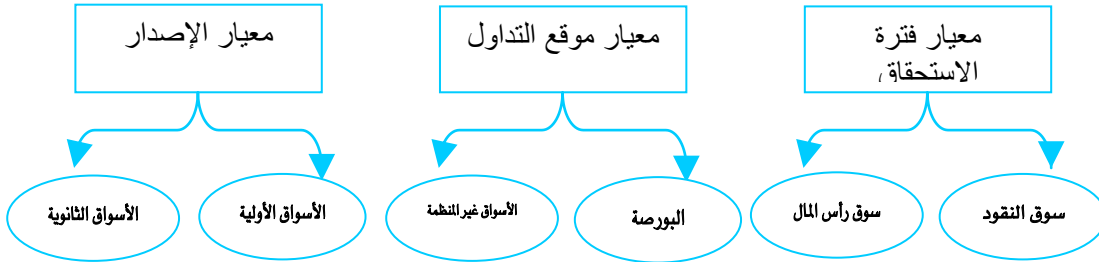 معيار فترة
الاستحقاق
معيار موقع التداول
معيار الإصدار
سوق النقود
سوق رأس المال
البورصة
الأسواق غير المنظمة
الأسواق الأولية
الأسواق الثانوية